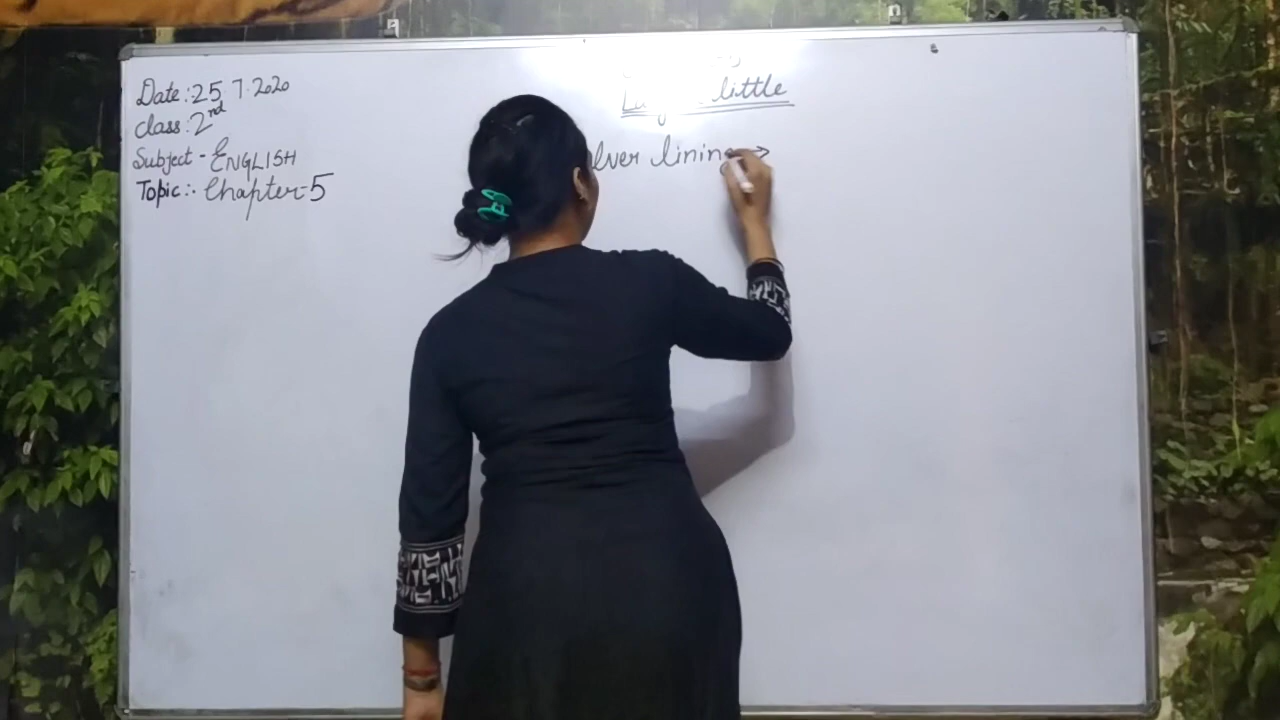 Date: 25 7.2020
Class: 2nd
Subject - ENGLISH
Topic:- Chapter-5
little
lver lining →